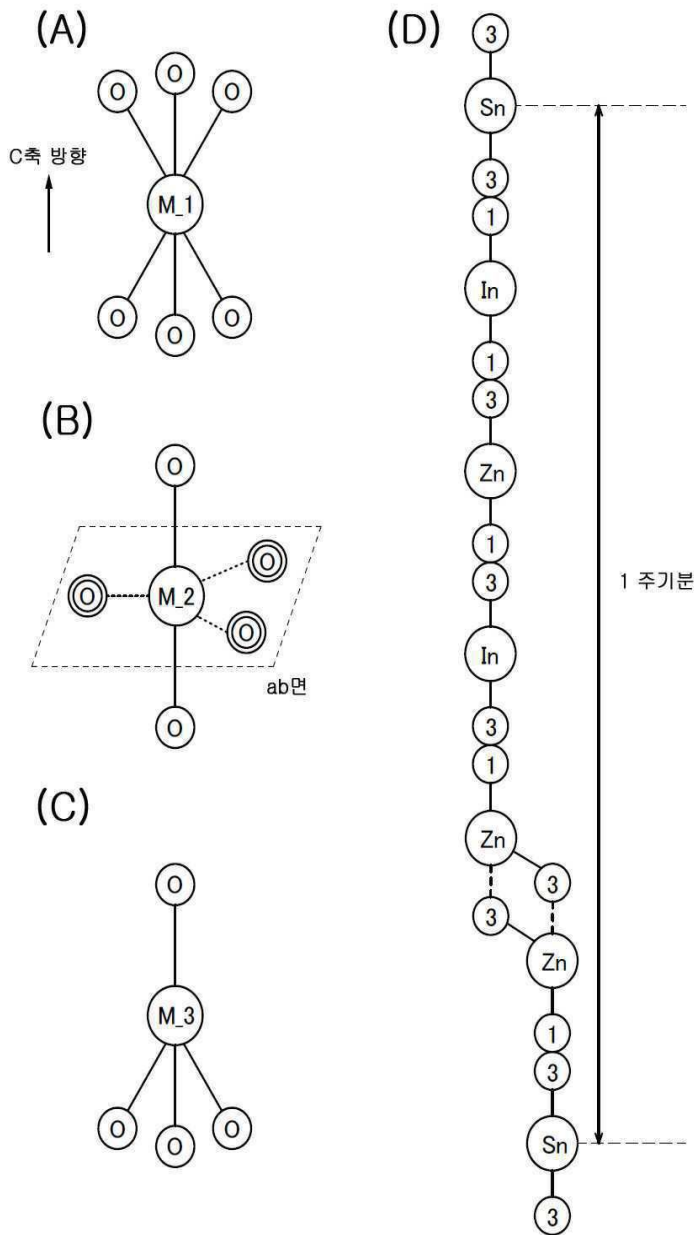 (A)
O O O
C축 방향
M_1
O O O
(B)
O
O M_2 O
O
ab면
O
(C)
O
M_3
O O O
(D)
3
Sn
3
1
In
1
3
Zn
1
3
In
3
1
Zn
3
3
Zn
1
3
Sn
3
1 주기분